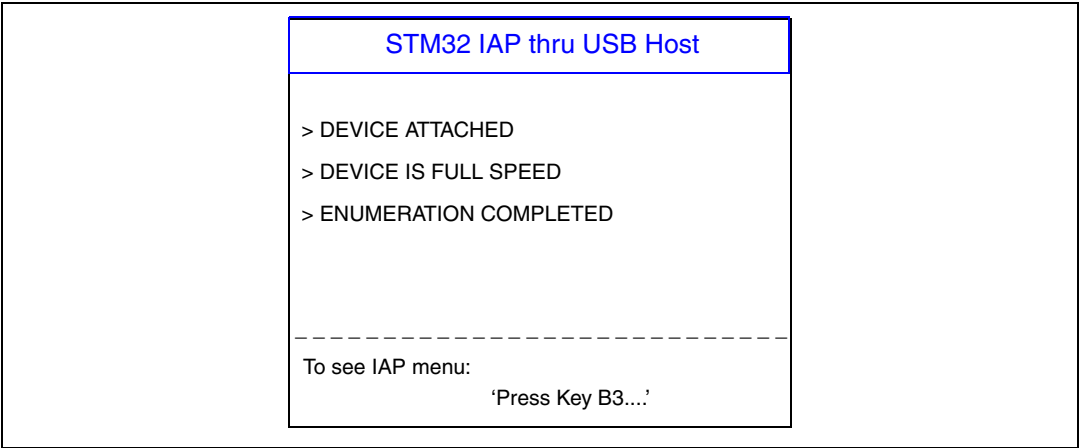 STM32 IAP thru USB Host
> DEVICE ATTACHED
> DEVICE IS FULL SPEED
> ENUMERATION COMPLETED
To see IAP menu:
‘Press Key B3....’